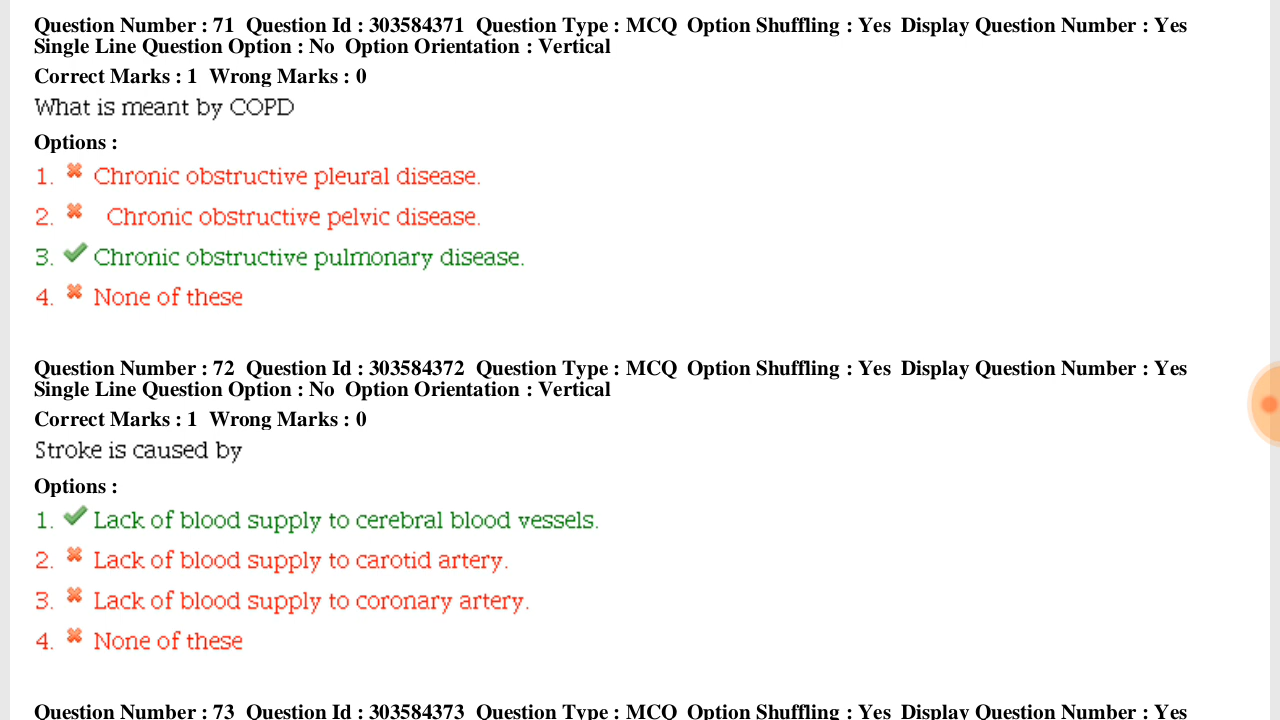 Question Number : 71 Question Id : 303584371 Question Type : MCQ Option Shuffling : Yes Display Question Number : Yes
Single Line Question Option : No Option Orientation : Vertical
Correct Marks : 1 Wrong Marks : 0
What is meant by COPD
Options :
1. Chronic obstructive pleural disease.
2. Chronic obstructive pelvic disease.
3. Chronic obstructive pulmonary disease.
4. None of these
Question Number : 72 Question Id : 303584372 Question Type : MCQ Option Shuffling : Yes Display Question Number : Yes
Single Line Question Option : No Option Orientation : Vertical
Correct Marks : 1 Wrong Marks : 0
Stroke is caused by
Options :
1. Lack of blood supply to cerebral blood vessels.
2. Lack of blood supply to carotid artery.
3. Lack of blood supply to coronary artery.
4. None of these
Question Number : 73 Question Id : 303584373 Question Type : MCQ Option Shuffling : Yes Display Question Number : Yes